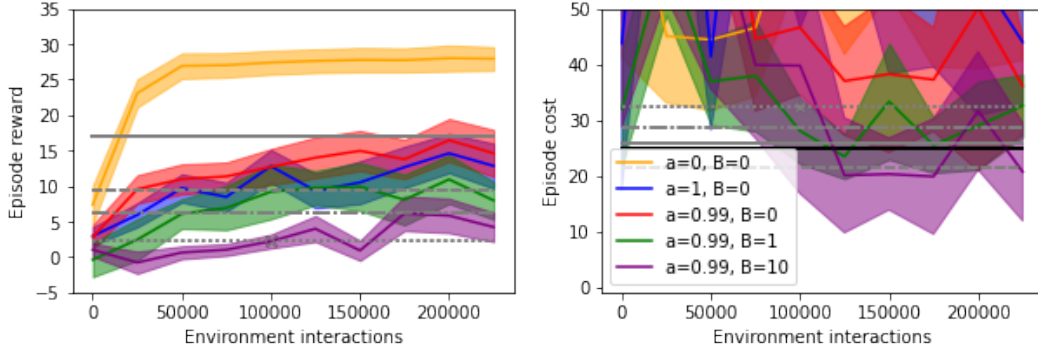 35
30
25
20
15
10
5
0
-5
Episode reward
0
50000
100000
150000
200000
Environment interactions
50
40
30
20
10
0
Episode cost
a=0, B=0
a=1, B=0
a=0.99, B=0
a=0.99, B=1
a=0.99, B=10
0
50000
100000
150000
200000
Environment interactions